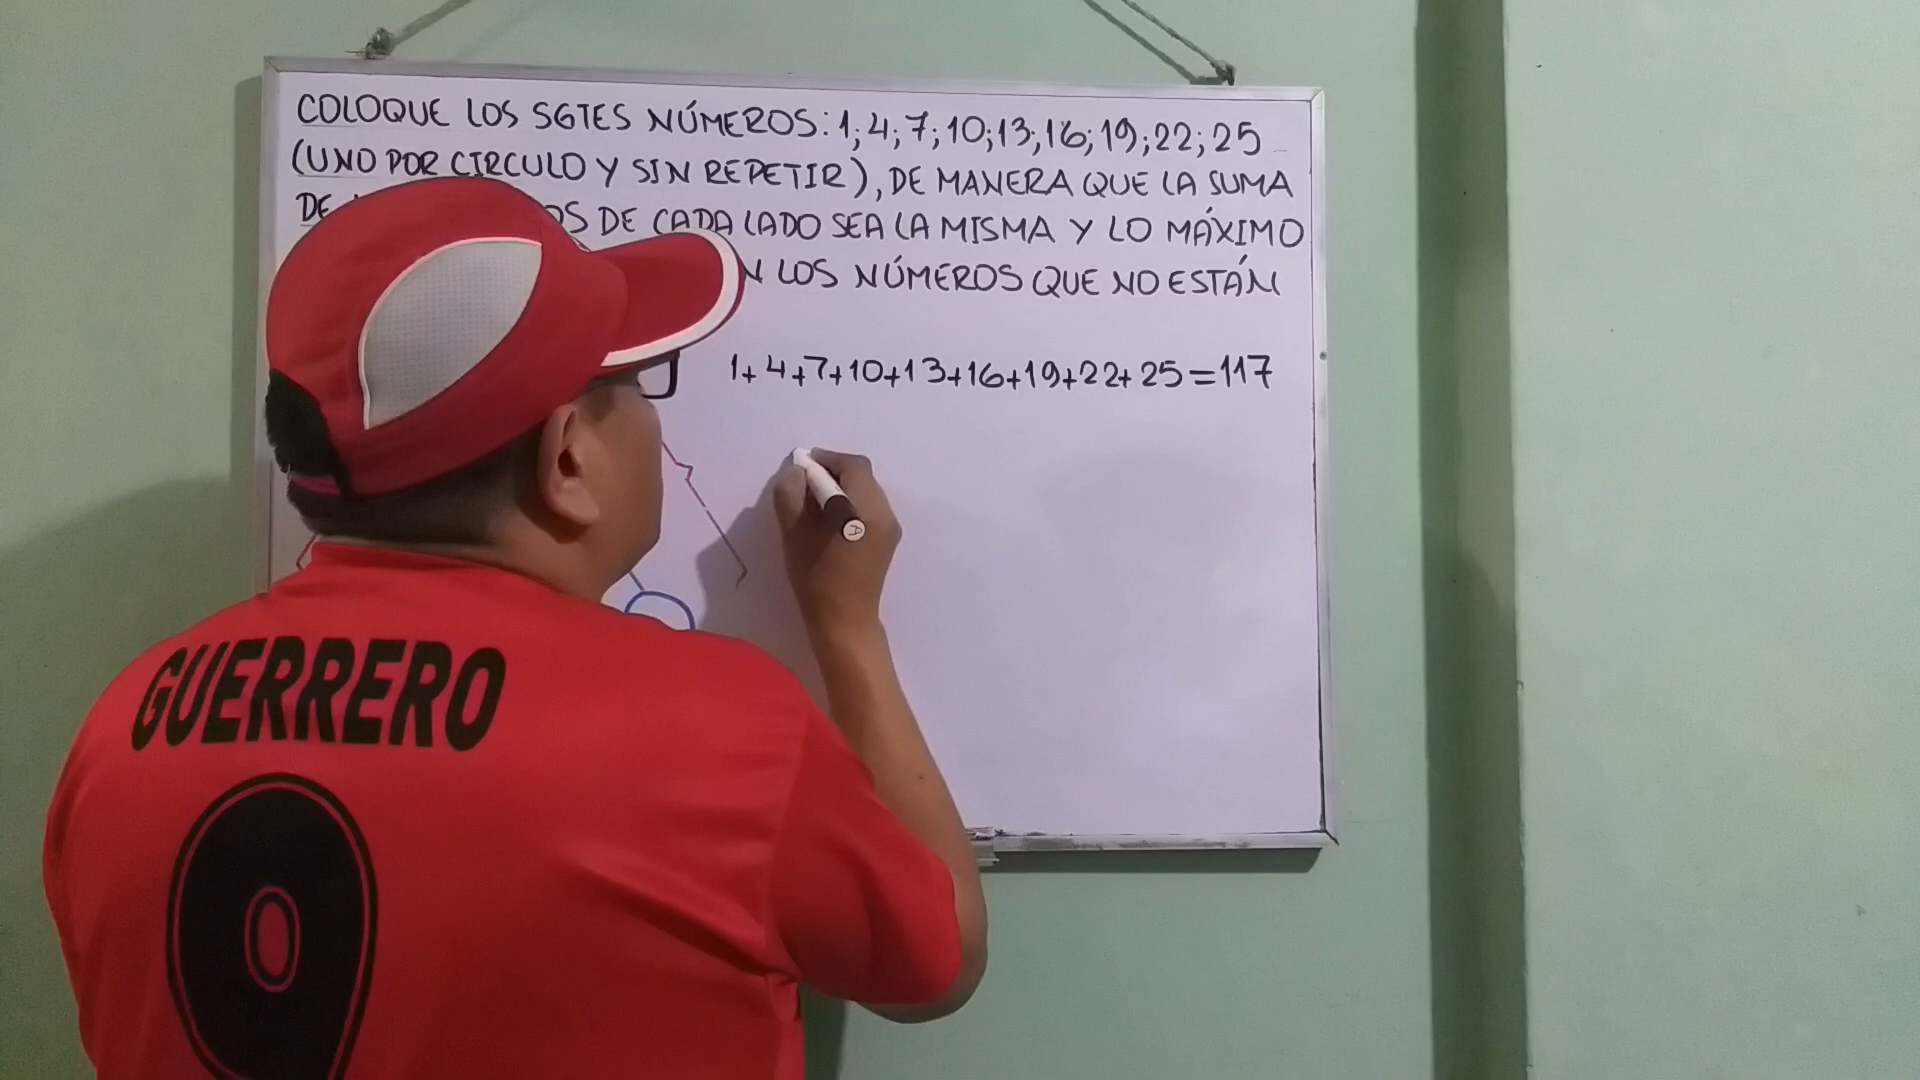 COLOQUE LOS SGTES NÚMEROS: 1; 4; 7; 10; 13; 16; 19; 22; 25
(UNO POR CIRCULO Y SIN REPETIR), DE MANERA QUE LA SUMA
DE DE CADA LADO SEA LA MISMA Y LO MÁXIMO
LOS NÚMEROS QUE NO ESTÁN
1+4+7+10+13+16+19+22+25=117
GUERRERO
9